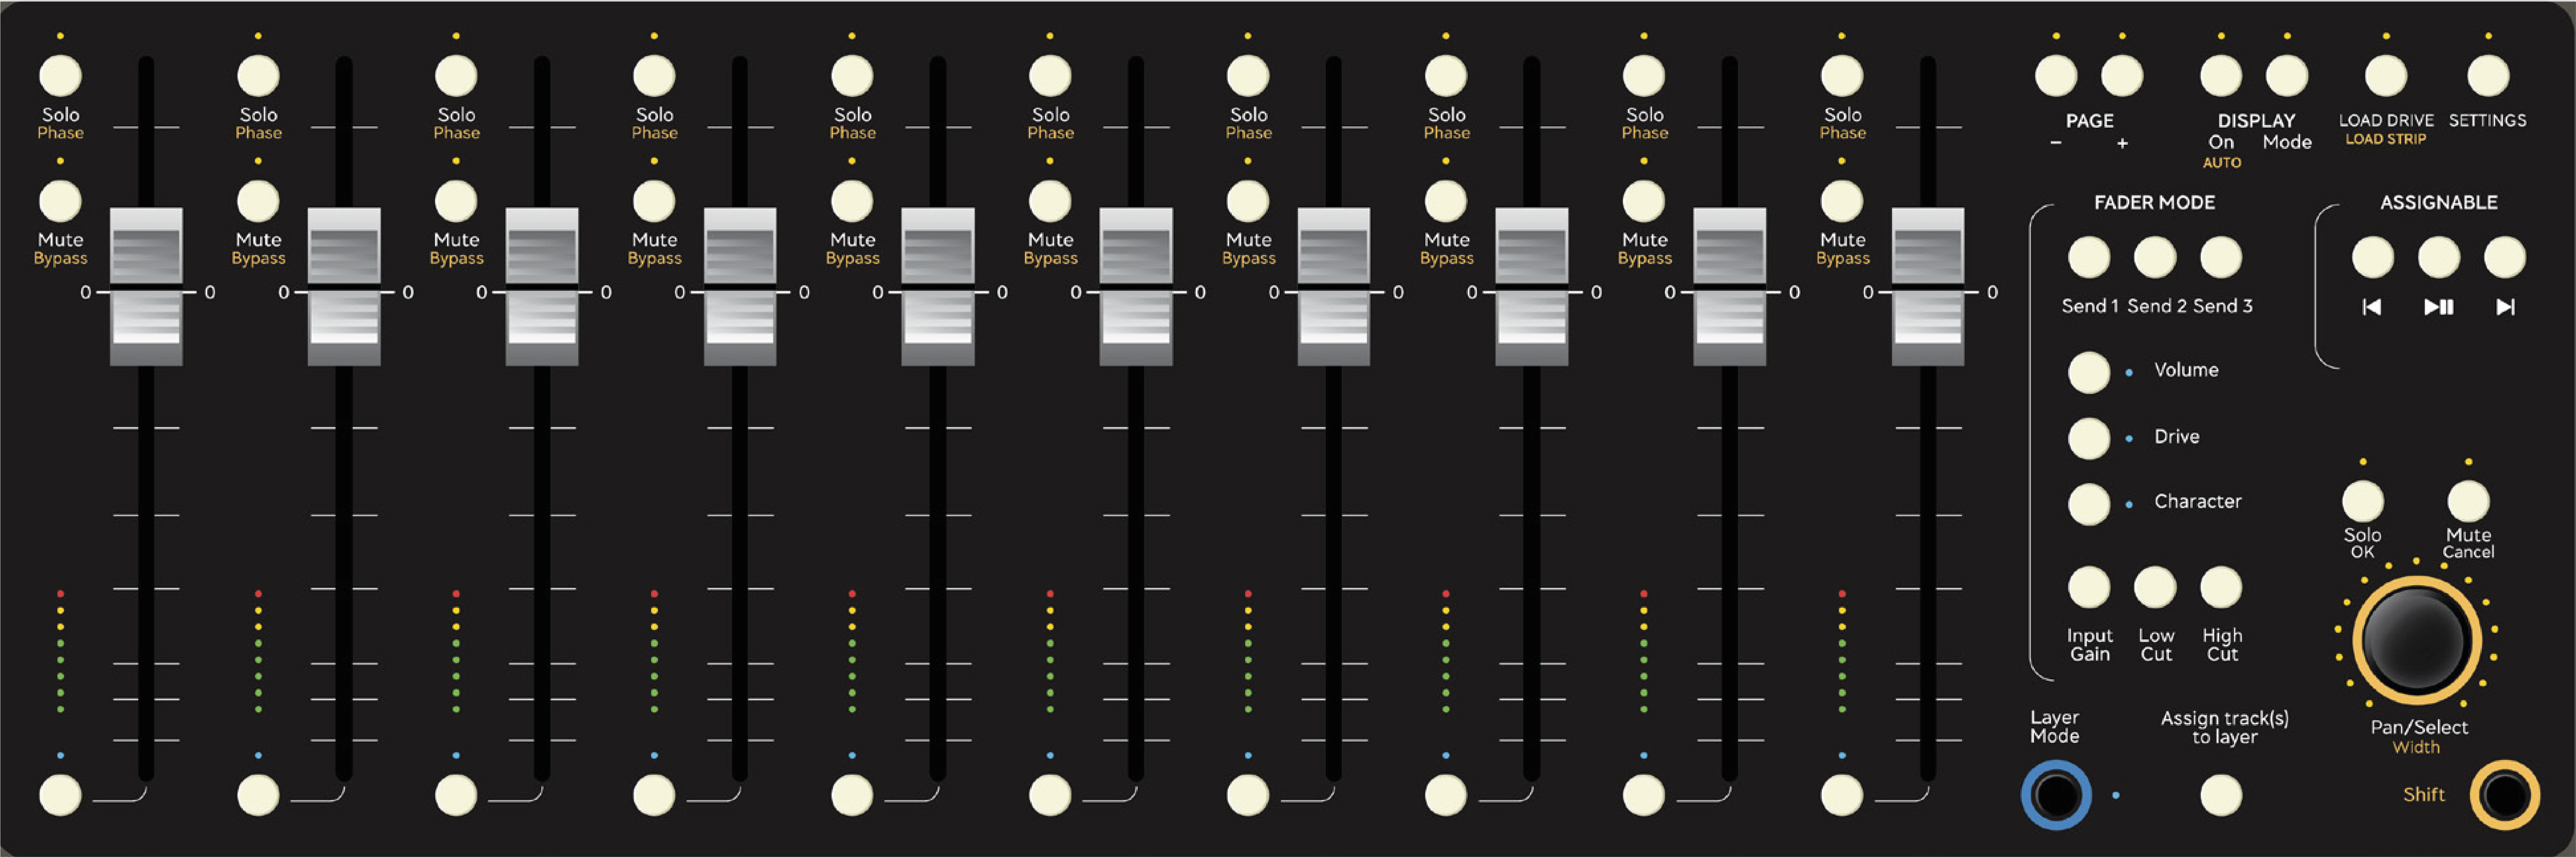 Solo
Phase
Mute
Bypass
0 0
Solo
Phase
Mute
Bypass
0 0
Solo
Phase
Mute
Bypass
0 0
Solo
Phase
Mute
Bypass
0 0
Solo
Phase
Mute
Bypass
0 0
Solo
Phase
Mute
Bypass
0 0
Solo
Phase
Mute
Bypass
0 0
Solo
Phase
Mute
Bypass
0 0
Solo
Phase
Mute
Bypass
0 0
Solo
Phase
Mute
Bypass
0 0
PAGE
− +
DISPLAY
On Mode
AUTO
LOAD DRIVE
LOAD STRIP
SETTINGS
FADER MODE
Send 1 Send 2 Send 3
Volume
Drive
Character
Input
Gain
Low
Cut
High
Cut
ASSIGNABLE
Solo
OK
Mute
Cancel
Pan/Select
Width
Layer
Mode
Assign track(s)
to layer
Shift